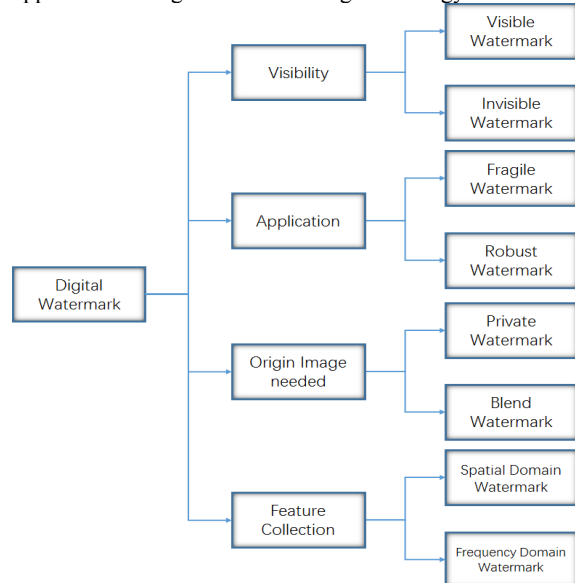 Visible
Watermark
Visibility
Invisible
Watermark
Fragile
Watermark
Application
Robust
Watermark
Digital
Watermark
Private
Watermark
Origin Image
needed
Blend
Watermark
Spatial Domain
Watermark
Feature
Collection
Frequency Domain
Watermark